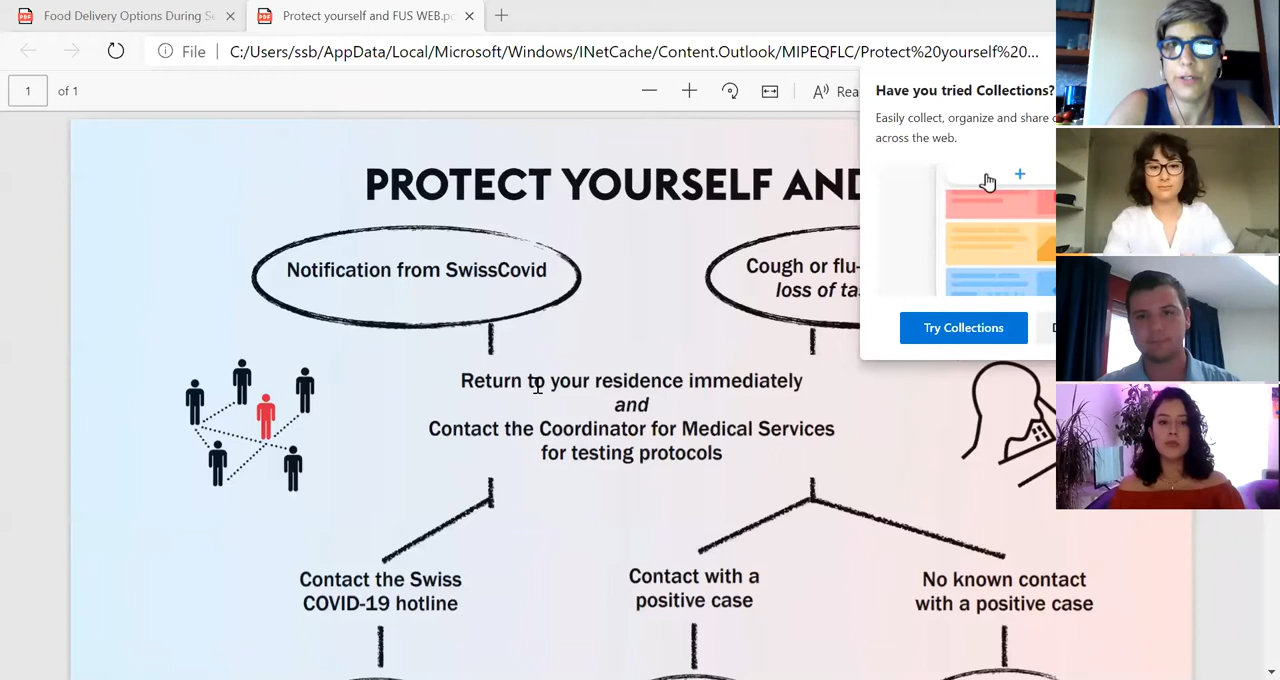 Food Delivery Options During S
Protect yourself and FUS WEB.p
File
C:/Users/ssb/AppData/Local/Microsoft/Windows/INetCache/Content.Outlook/MIPEQFLC/Protect%20yourself%20...
1 of 1
Rea
Have you tried Collections?
Easily collect, organize and share
across the web.
Try Collections
PROTECT YOURSELF AND
Notification from SwissCovid
Cough or flu-
loss of ta
Return to your residence immediately
and
Contact the Coordinator for Medical Services
for testing protocols
Contact the Swiss
COVID-19 hotline
Contact with a
positive case
No known contact
with a positive case